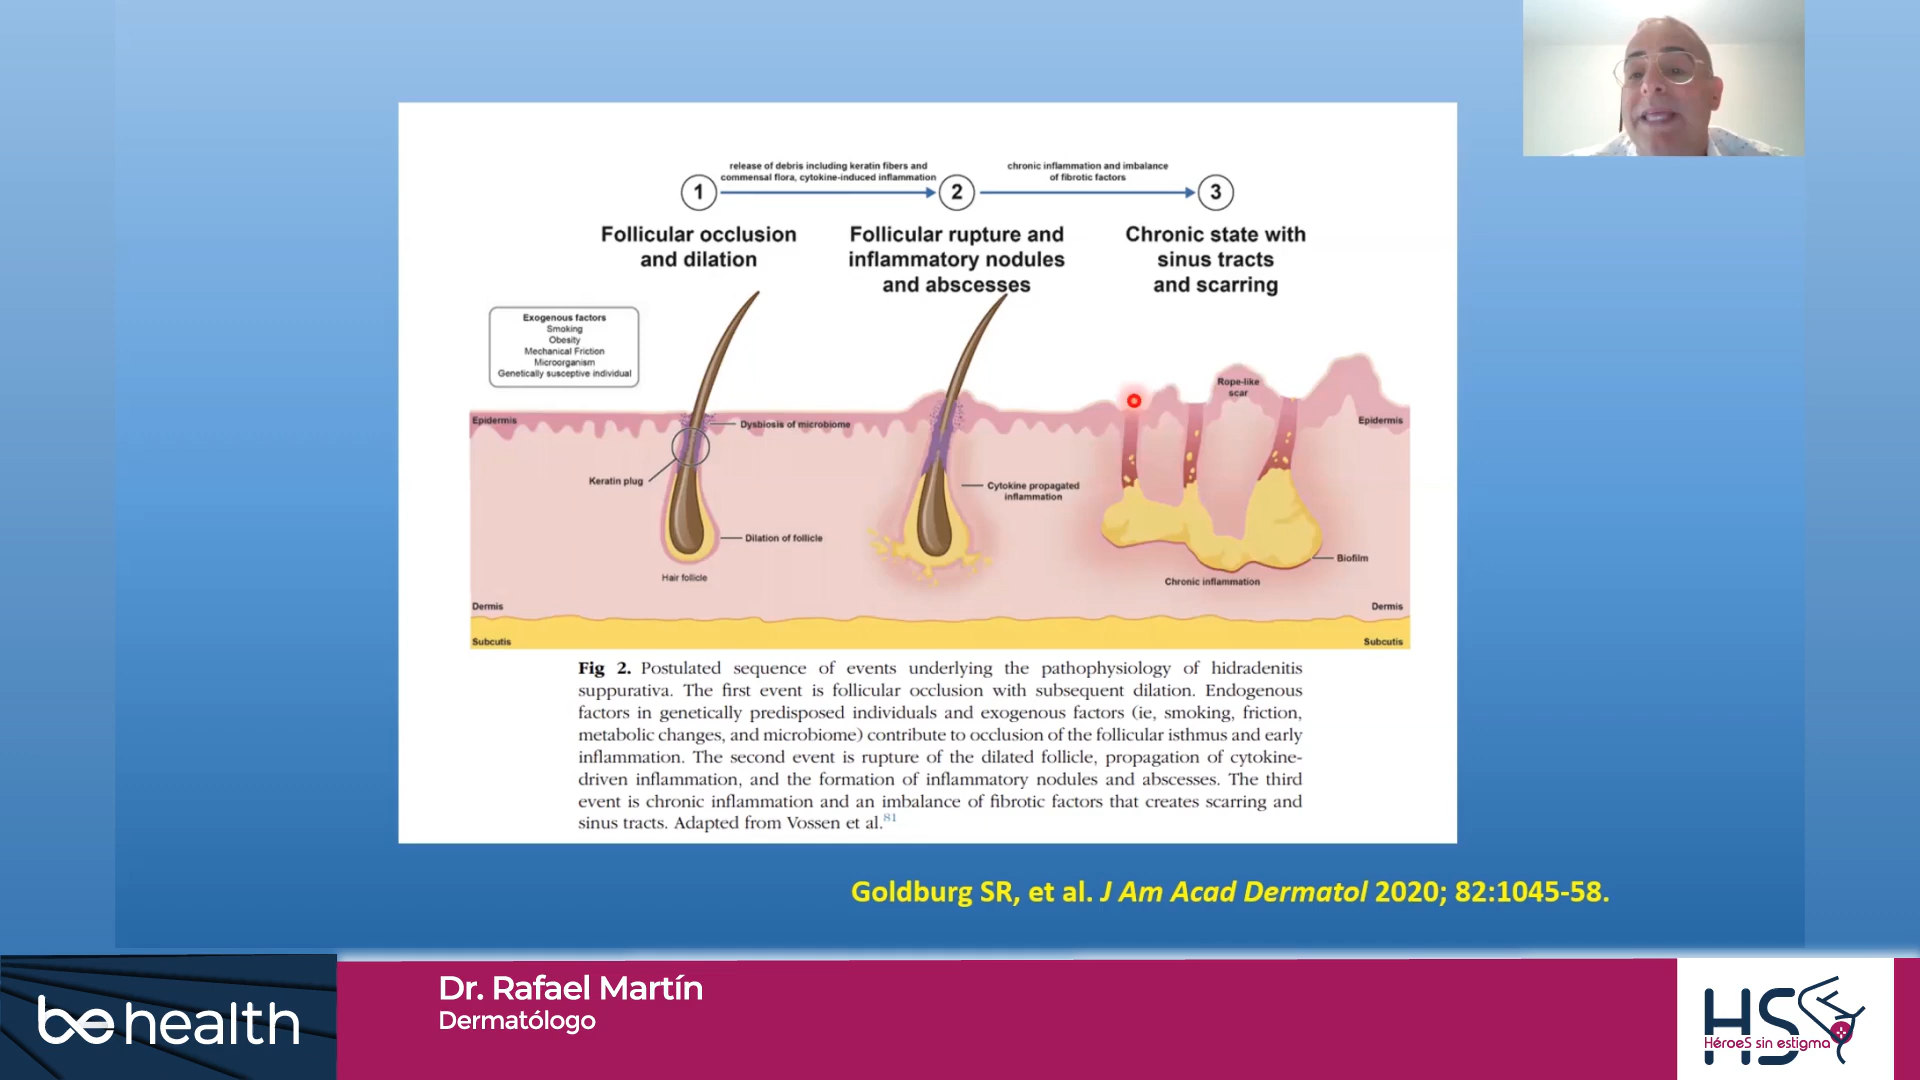 release of debris including keratin fibers and
commensal flora, cytokine-induced inflammation
chronic inflammation and imbalance
of fibrotic factors
1
2
3
Follicular occlusion
and dilation
Follicular rupture and
inflammatory nodules
and abscesses
Chronic state with
sinus tracts
and scarring
Exogenous factors
Smoking
Obesity
Mechanical Friction
Microorganism
Genetically susceptive individual
Rope-like
scar
Epidermis
Dysbiosis of microbiome
Epidermis
Keratin plug
Cytokine propagated
inflammation
Dilation of follicle
Biofilm
Hair follicle
Chronic inflammation
Dermis
Dermis
Subcutis
Subcutis
Fig 2. Postulated sequence of events underlying the pathophysiology of hidradenitis
suppurativa. The first event is follicular occlusion with subsequent dilation. Endogenous
factors in genetically predisposed individuals and exogenous factors (ie, smoking, friction,
metabolic changes, and microbiome) contribute to occlusion of the follicular isthmus and early
inflammation. The second event is rupture of the dilated follicle, propagation of cytokine-
driven inflammation, and the formation of inflammatory nodules and abscesses. The third
event is chronic inflammation and an imbalance of fibrotic factors that creates scarring and
sinus tracts. Adapted from Vossen et al.81
Goldburg SR, et al. J Am Acad Dermatol 2020; 82:1045-58.
be health
Dr. Rafael Martín
Dermatólogo
HS
HéroeS sin estigma